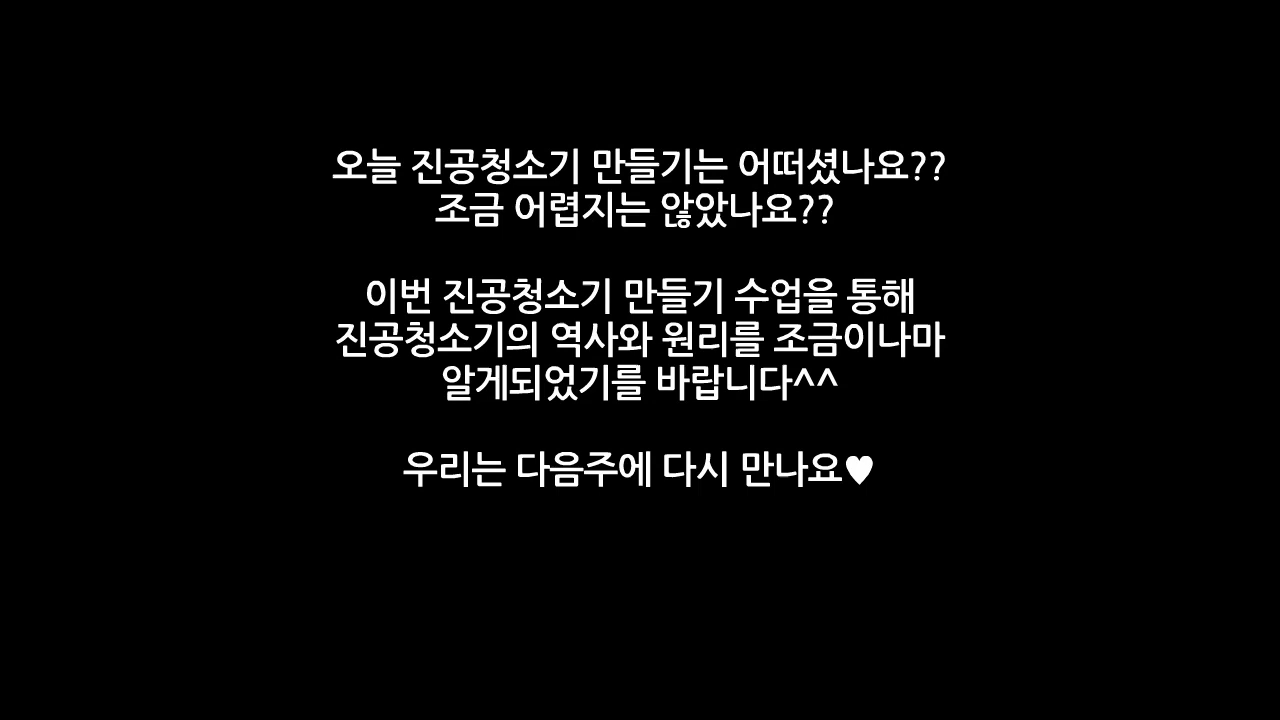 오늘 진공청소기 만들기는 어떠셨나요??
조금 어렵지는 않았나요??
이번 진공청소기 만들기 수업을 통해
진공청소기의 역사와 원리를 조금이나마
알게되었기를 바랍니다^^
우리는 다음주에 다시 만나요♥